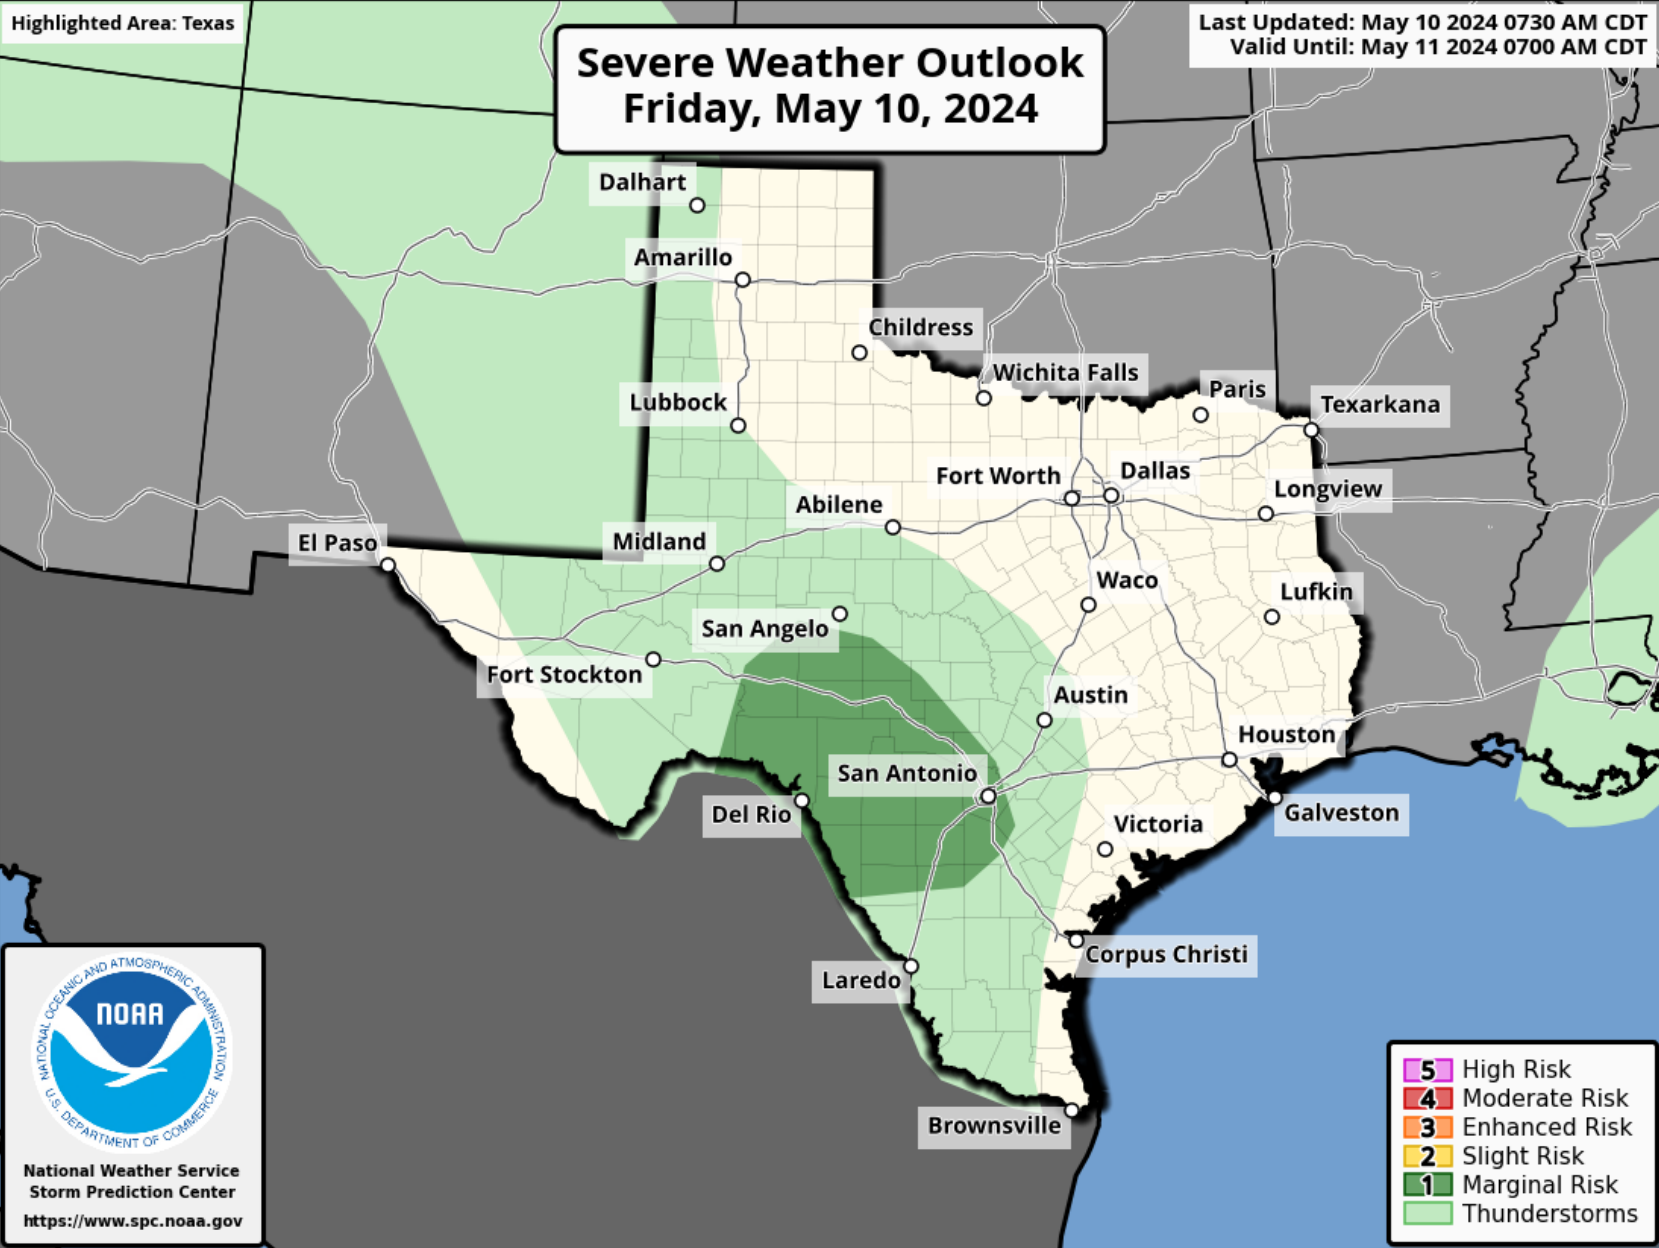 Highlighted Area: Texas
Severe Weather Outlook
Friday, May 10, 2024
Last Updated: May 10 2024 0730 AM CDT
Valid Until: May 11 2024 0700 AM CDT
Dalhart
Amarillo
Childress
Wichita Falls
Paris
Texarkana
Lubbock
Fort Worth
Dallas
Longview
Abilene
El Paso
Midland
Waco
Lufkin
San Angelo
Fort Stockton
Austin
Houston
San Antonio
Del Rio
Galveston
Victoria
Corpus Christi
Laredo
Brownsville
NATIONAL OCEANIC AND ATMOSPHERIC ADMINISTRATION
NOAA
U.S. DEPARTMENT OF COMMERCE
National Weather Service
Storm Prediction Center
https://www.spc.noaa.gov
5 High Risk
4 Moderate Risk
3 Enhanced Risk
2 Slight Risk
1 Marginal Risk
Thunderstorms